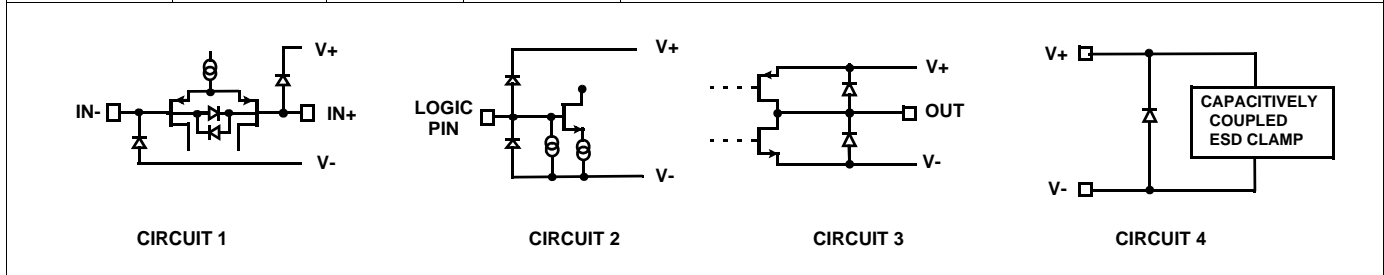 V+
IN-
IN+
V-
CIRCUIT 1
V+
LOGIC
PIN
V-
CIRCUIT 2
V+
OUT
V-
CIRCUIT 3
V+
CAPACITIVELY
COUPLED
ESD CLAMP
V-
CIRCUIT 4